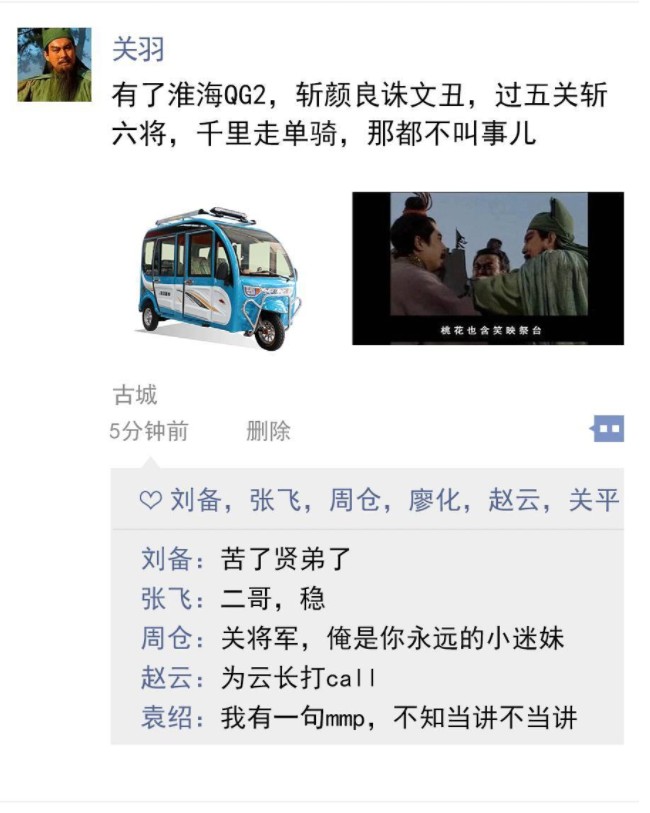 关羽
有了淮海QG2，斩颜良诛文丑，过五关斩
六将，千里走单骑，那都不叫事儿
桃花也含笑映祭台
古城
5分钟前 删除
刘备，张飞，周仓，廖化，赵云，关平
刘备：苦了贤弟了
张飞：二哥，稳
周仓：关将军，俺是你永远的小迷妹
赵云：为云长打call
袁绍：我有一句mmp，不知当讲不当讲